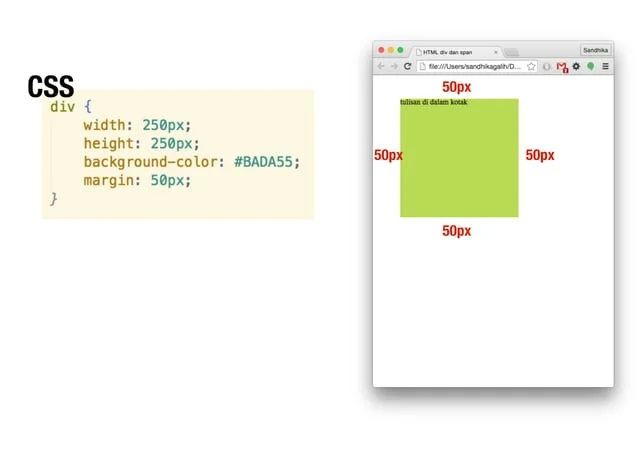 CSS
div {
width: 250px;
height: 250px;
background-color: #BADA55;
margin: 50px;
}
HTML div dan span
Sandhika
file:///Users/sandhikagalih/D...
50px
tulisan di dalam kotak
50px
50px
50px